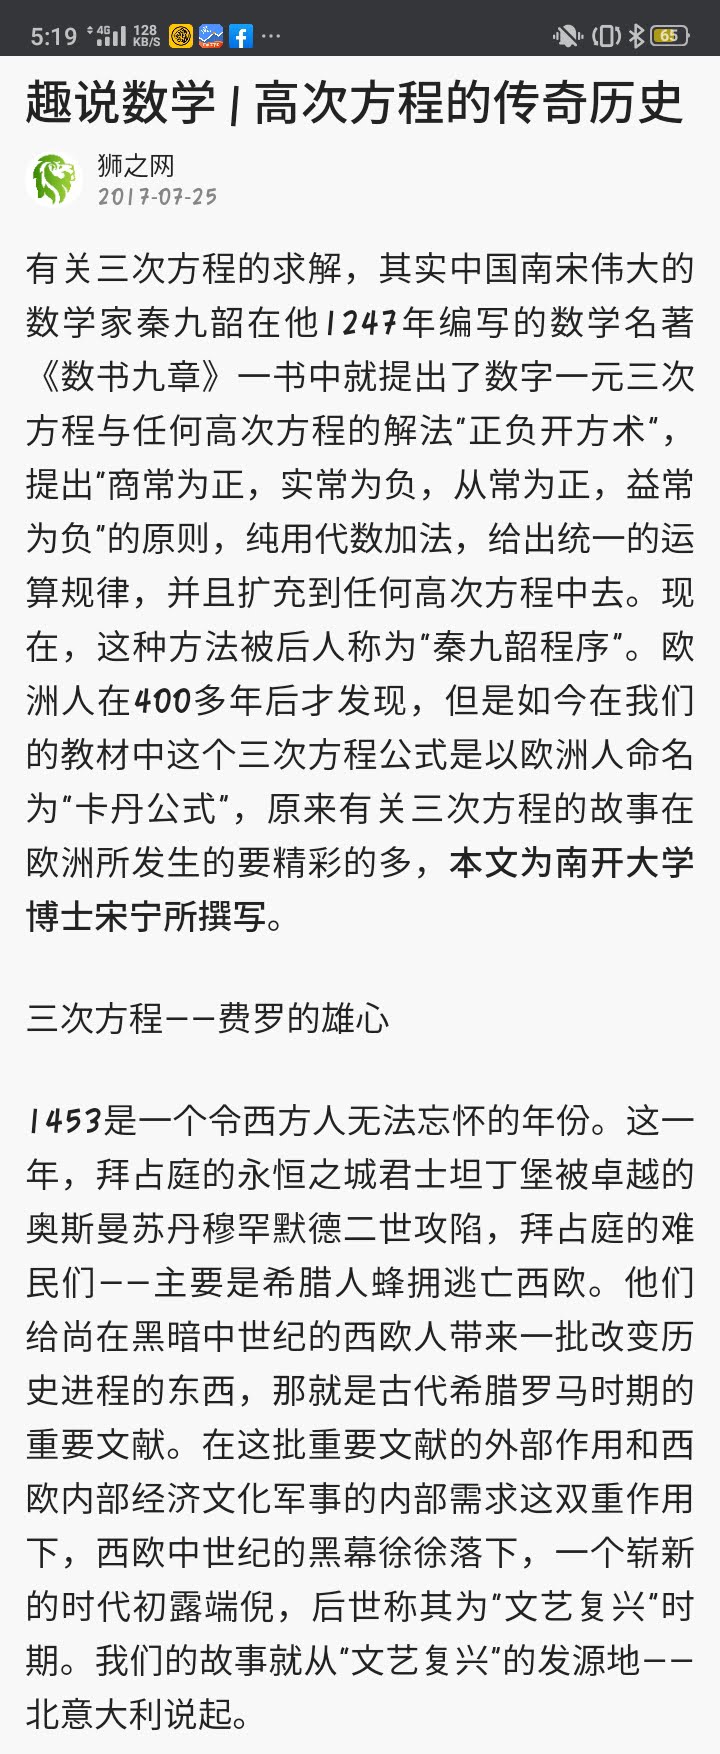 5:19 4G 128 KB/S ... 65
趣说数学 | 高次方程的传奇历史
狮之网
2017-07-25
有关三次方程的求解，其实中国南宋伟大的
数学家秦九韶在他1247年编写的数学名著
《数书九章》一书中就提出了数字一元三次
方程与任何高次方程的解法"正负开方术"，
提出"商常为正，实常为负，从常为正，益常
为负"的原则，纯用代数加法，给出统一的运
算规律，并且扩充到任何高次方程中去。现
在，这种方法被后人称为"秦九韶程序"。欧
洲人在400多年后才发现，但是如今在我们
的教材中这个三次方程公式是以欧洲人命名
为"卡丹公式"，原来有关三次方程的故事在
欧洲所发生的要精彩的多，本文为南开大学
博士宋宁所撰写。
三次方程——费罗的雄心
1453是一个令西方人无法忘怀的年份。这一
年，拜占庭的永恒之城君士坦丁堡被卓越的
奥斯曼苏丹穆罕默德二世攻陷，拜占庭的难
民们——主要是希腊人蜂拥逃亡西欧。他们
给尚在黑暗中世纪的西欧人带来一批改变历
史进程的东西，那就是古代希腊罗马时期的
重要文献。在这批重要文献的外部作用和西
欧内部经济文化军事的内部需求这双重作用
下，西欧中世纪的黑幕徐徐落下，一个崭新
的时代初露端倪，后世称其为"文艺复兴"时
期。我们的故事就从"文艺复兴"的发源地——
北意大利说起。